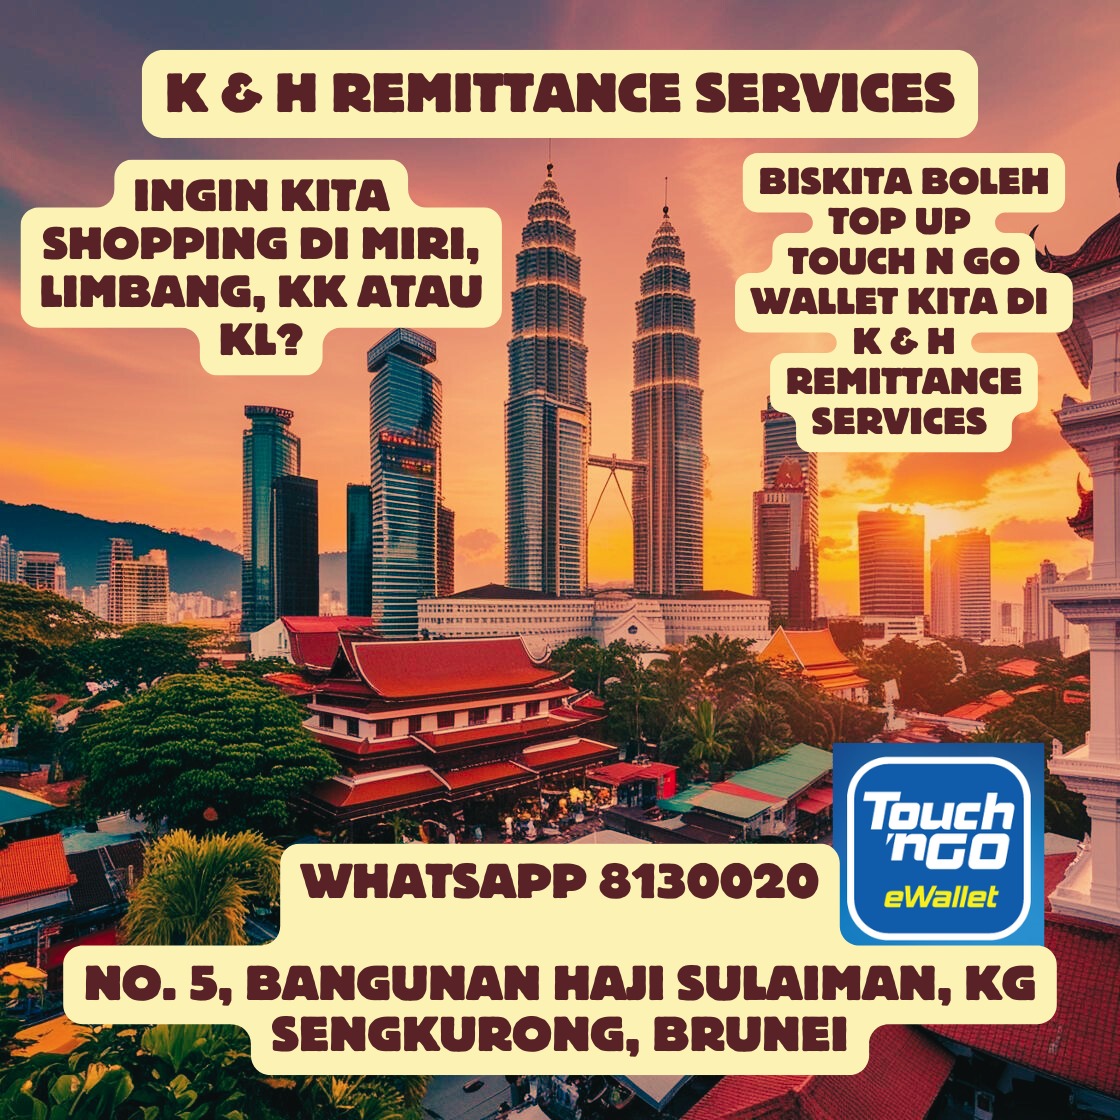 K & H REMITTANCE SERVICES
INGIN KITA
SHOPPING DI MIRI,
LIMBANG, KK ATAU
KL?
BISKITA BOLEH
TOP UP
TOUCH N GO
WALLET KITA DI
K & H
REMITTANCE
SERVICES
Touch
'nGO
eWallet
WHATSAPP 8130020
NO. 5, BANGUNAN HAJI SULAIMAN, KG
SENGKURONG, BRUNEI